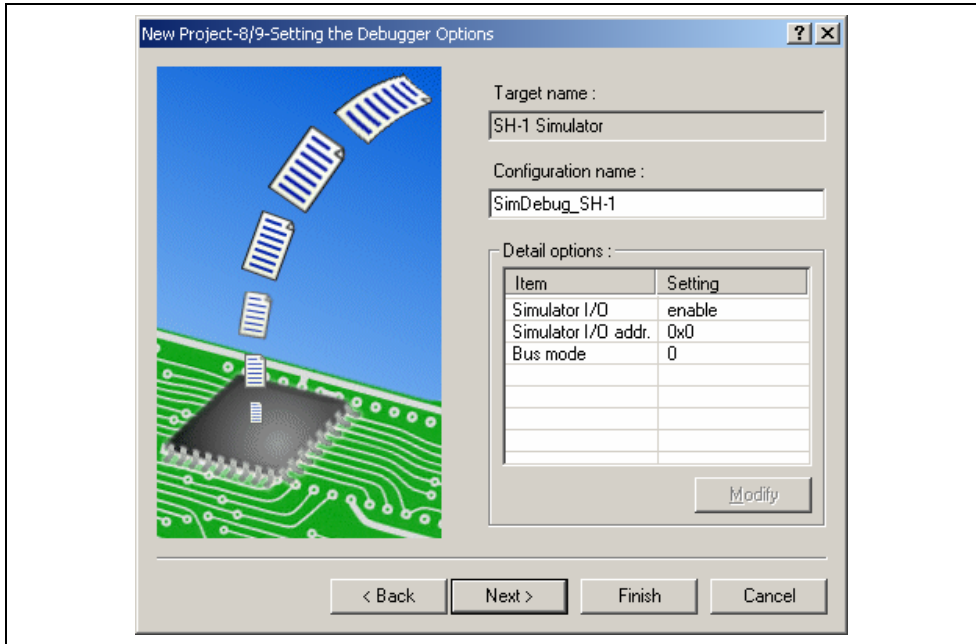 New Project-8/9-Setting the Debugger Options
Target name :
SH-1 Simulator
Configuration name :
SimDebug_SH-1
Detail options :
Item Setting
Simulator I/O enable
Simulator I/O addr. 0x0
Bus mode 0
Modify
< Back Next > Finish Cancel